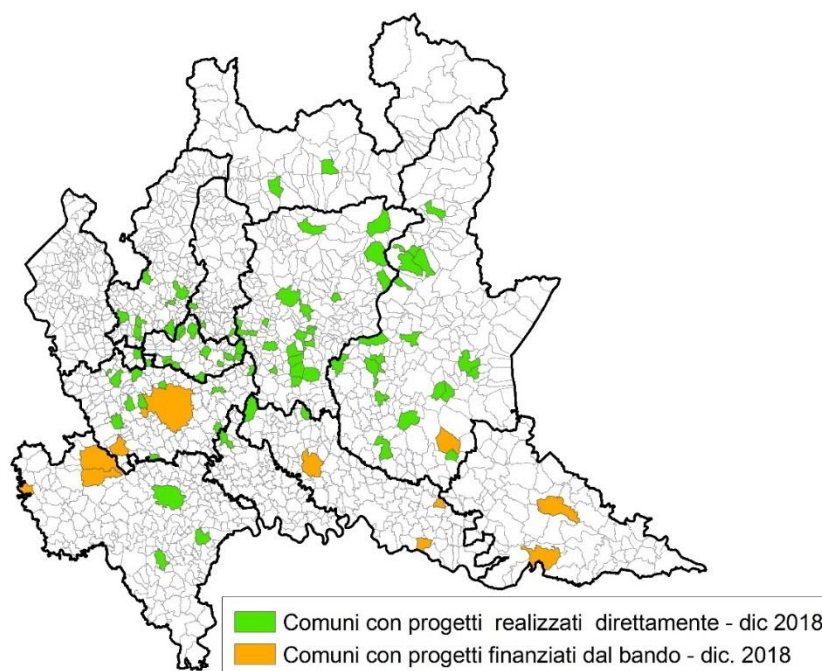 Comuni con progetti realizzati direttamente - dic 2018
Comuni con progetti finanziati dal bando - dic. 2018